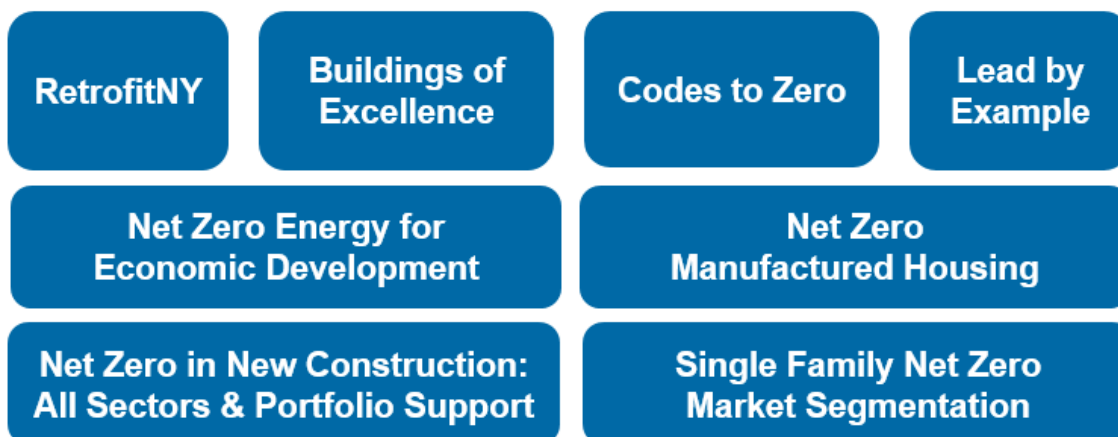 RetrofitNY
Buildings of
Excellence
Codes to Zero
Lead by
Example
Net Zero Energy for
Economic Development
Net Zero
Manufactured Housing
Net Zero in New Construction:
All Sectors & Portfolio Support
Single Family Net Zero
Market Segmentation